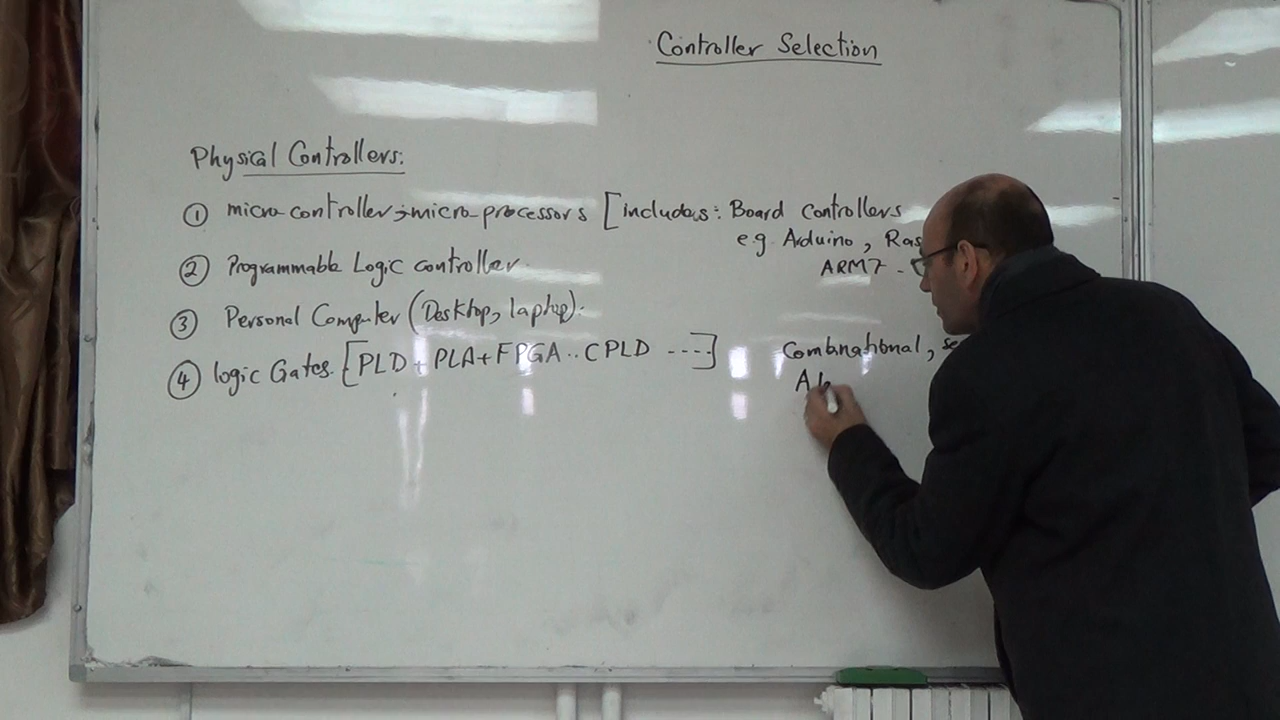 Controller Selection
Physical Controllers:
① micro-controller, micro-processors [includes: Board Controllers
e.g. Arduino, Ras
ARM7 -
② Programmable Logic controller.
③ Personal Computer (Desktop, laptop).
④ logic Gates. [PLD + PLA + FPGA .. CPLD ----] Combinational, se